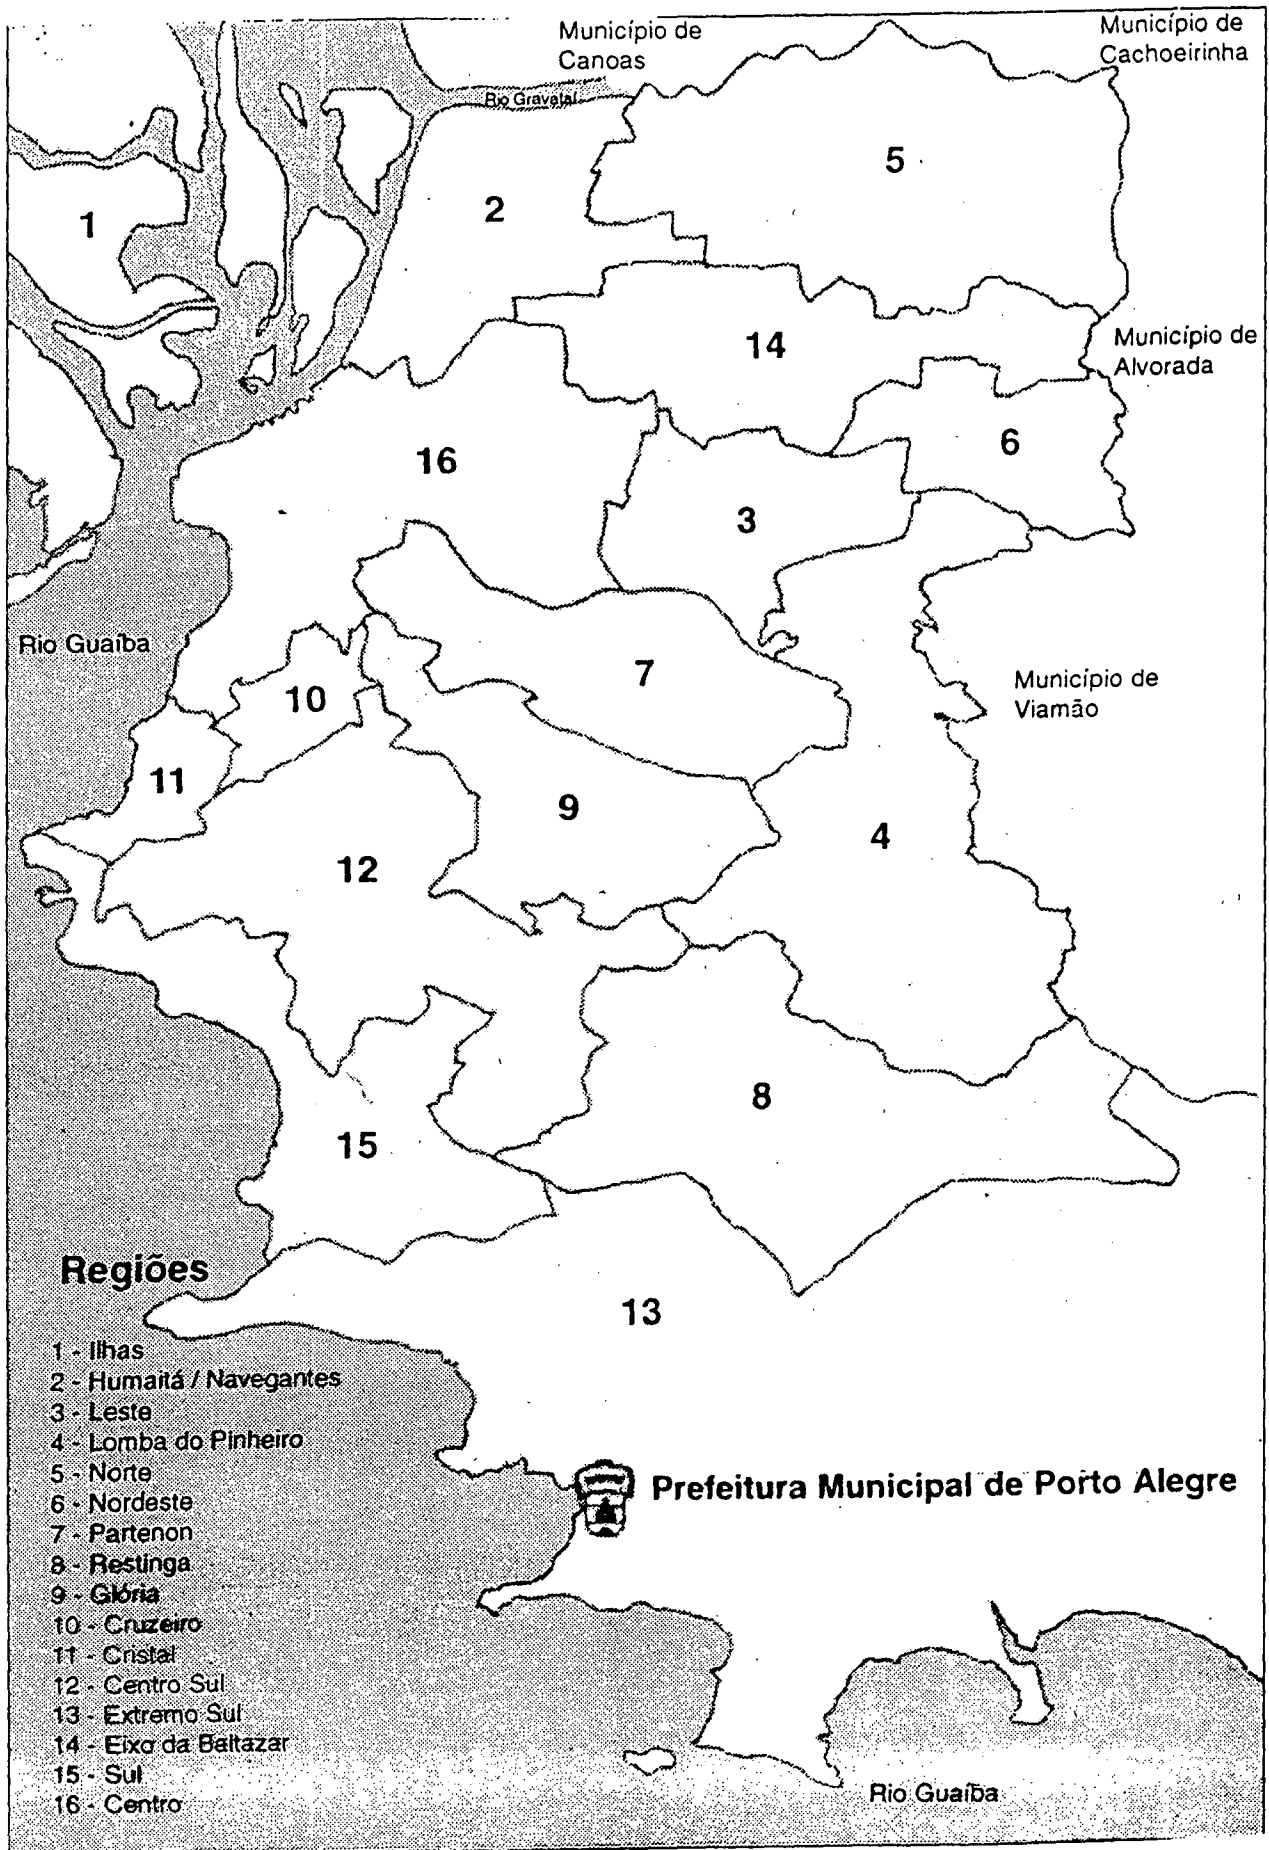 Município de
Canoas
Município de
Cachoeirinha
Rio Gravataí
5
1
2
14
Município de
Alvorada
6
16
3
Rio Guaíba
7
Município de
Viamão
10
11
9
4
12
8
15
Regiões
13
1 - Ilhas
2 - Humaitá / Navegantes
3 - Leste
4 - Lomba do Pinheiro
5 - Norte
6 - Nordeste
7 - Partenon
8 - Restinga
9 - Glória
10 - Cruzeiro
11 - Cristal
12 - Centro Sul
13 - Extremo Sul
14 - Eixo da Baltazar
15 - Sul
16 - Centro
Prefeitura Municipal de Porto Alegre
Rio Guaíba